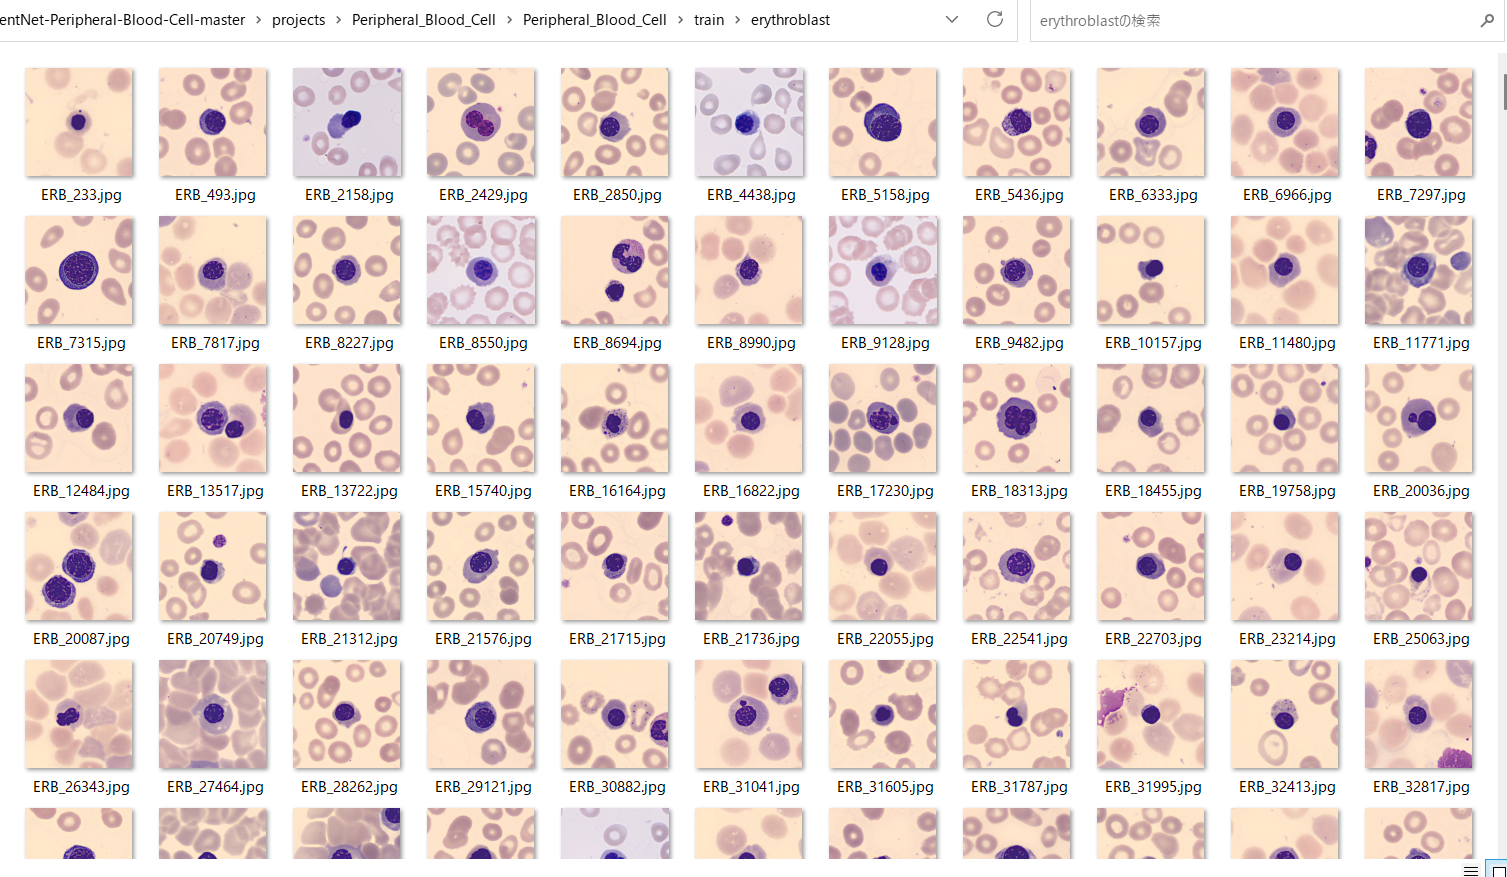 entNet-Peripheral-Blood-Cell-master > projects > Peripheral_Blood_Cell > Peripheral_Blood_Cell > train > erythroblast
erythroblastの検索
ERB_233.jpg ERB_493.jpg ERB_2158.jpg ERB_2429.jpg ERB_2850.jpg ERB_4438.jpg ERB_5158.jpg ERB_5436.jpg ERB_6333.jpg ERB_6966.jpg ERB_7297.jpg
ERB_7315.jpg ERB_7817.jpg ERB_8227.jpg ERB_8550.jpg ERB_8694.jpg ERB_8990.jpg ERB_9128.jpg ERB_9482.jpg ERB_10157.jpg ERB_11480.jpg ERB_11771.jpg
ERB_12484.jpg ERB_13517.jpg ERB_13722.jpg ERB_15740.jpg ERB_16164.jpg ERB_16822.jpg ERB_17230.jpg ERB_18313.jpg ERB_18455.jpg ERB_19758.jpg ERB_20036.jpg
ERB_20087.jpg ERB_20749.jpg ERB_21312.jpg ERB_21576.jpg ERB_21715.jpg ERB_21736.jpg ERB_22055.jpg ERB_22541.jpg ERB_22703.jpg ERB_23214.jpg ERB_25063.jpg
ERB_26343.jpg ERB_27464.jpg ERB_28262.jpg ERB_29121.jpg ERB_30882.jpg ERB_31041.jpg ERB_31605.jpg ERB_31787.jpg ERB_31995.jpg ERB_32413.jpg ERB_32817.jpg